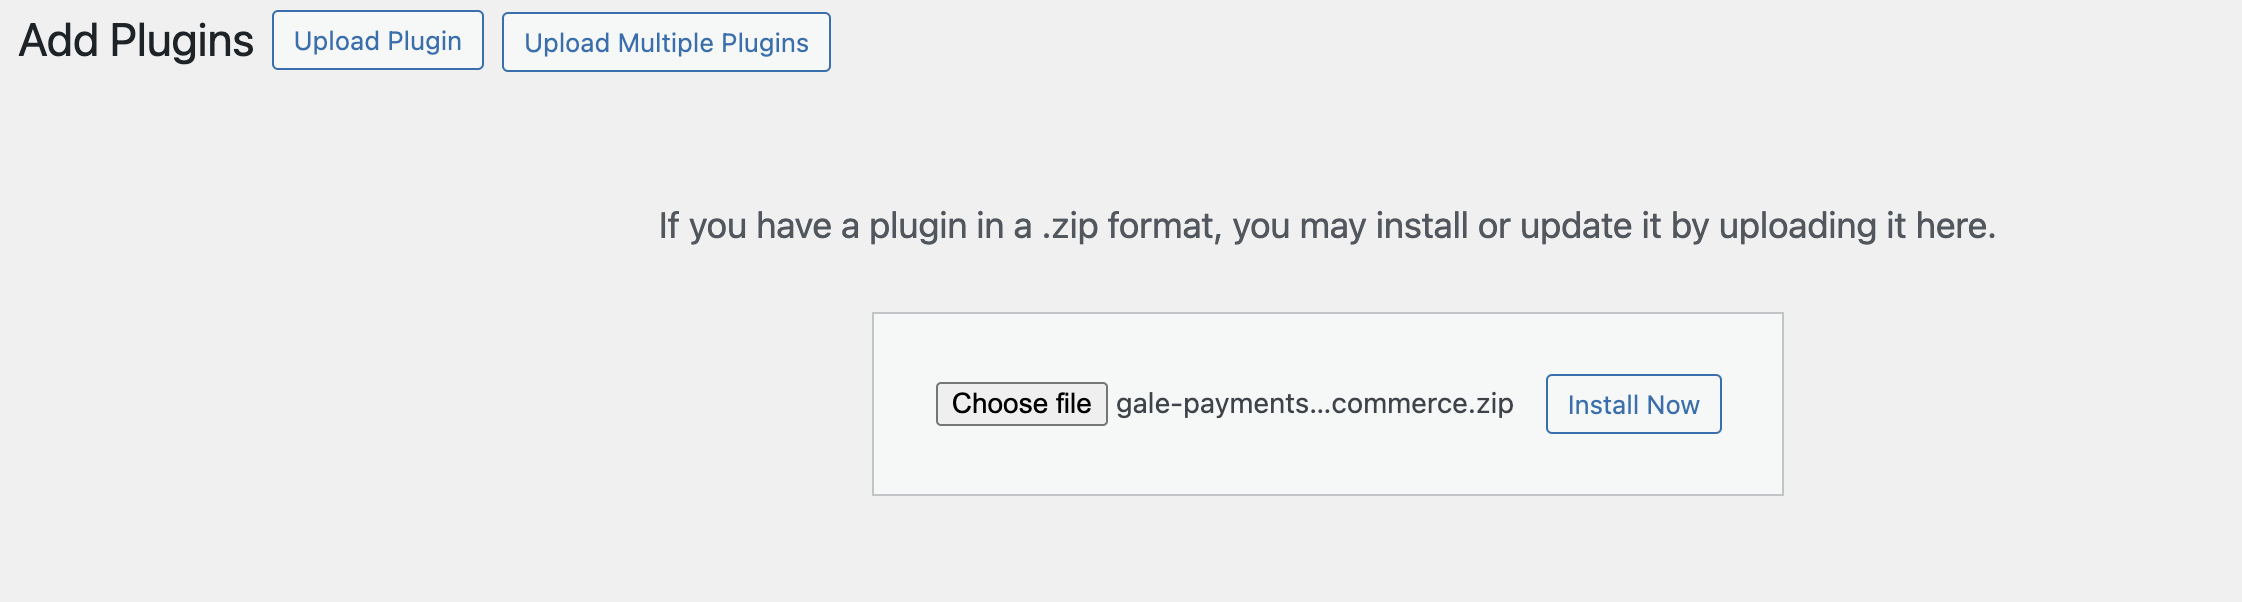 Add Plugins Upload Plugin Upload Multiple Plugins
If you have a plugin in a .zip format, you may install or update it by uploading it here.
Choose file gale-payments...commerce.zip Install Now